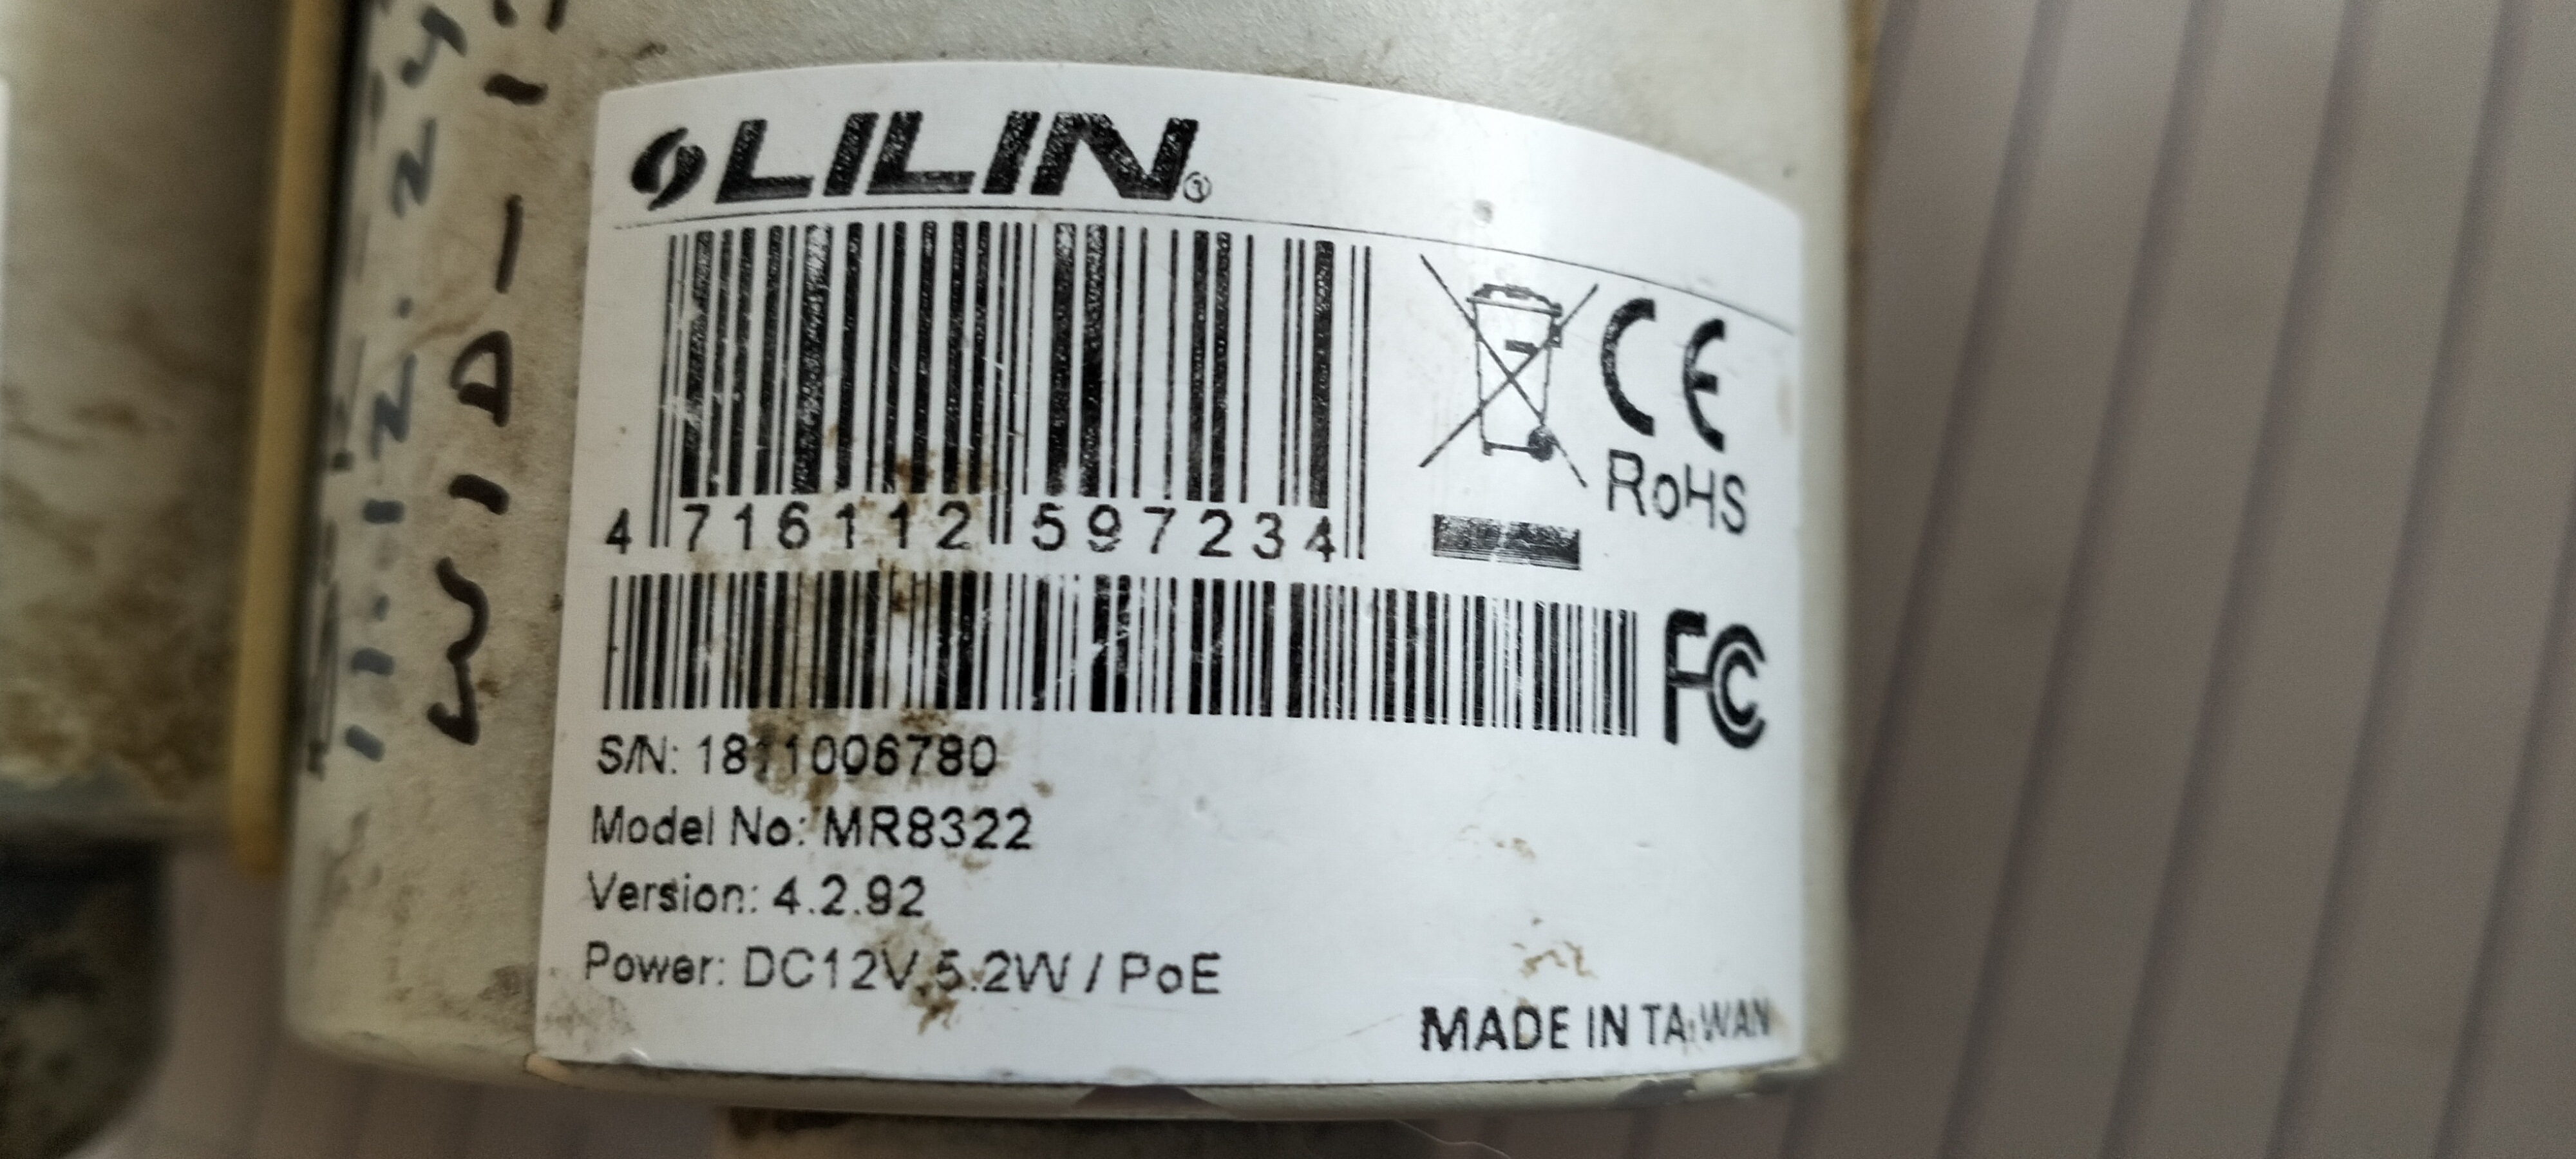 LILIN®
4 716112 597234
CE
RoHS
FC
S/N: 1811006780
Model No: MR8322
Version: 4.2.92
Power: DC12V,5.2W / PoE
MADE IN TAIWAN